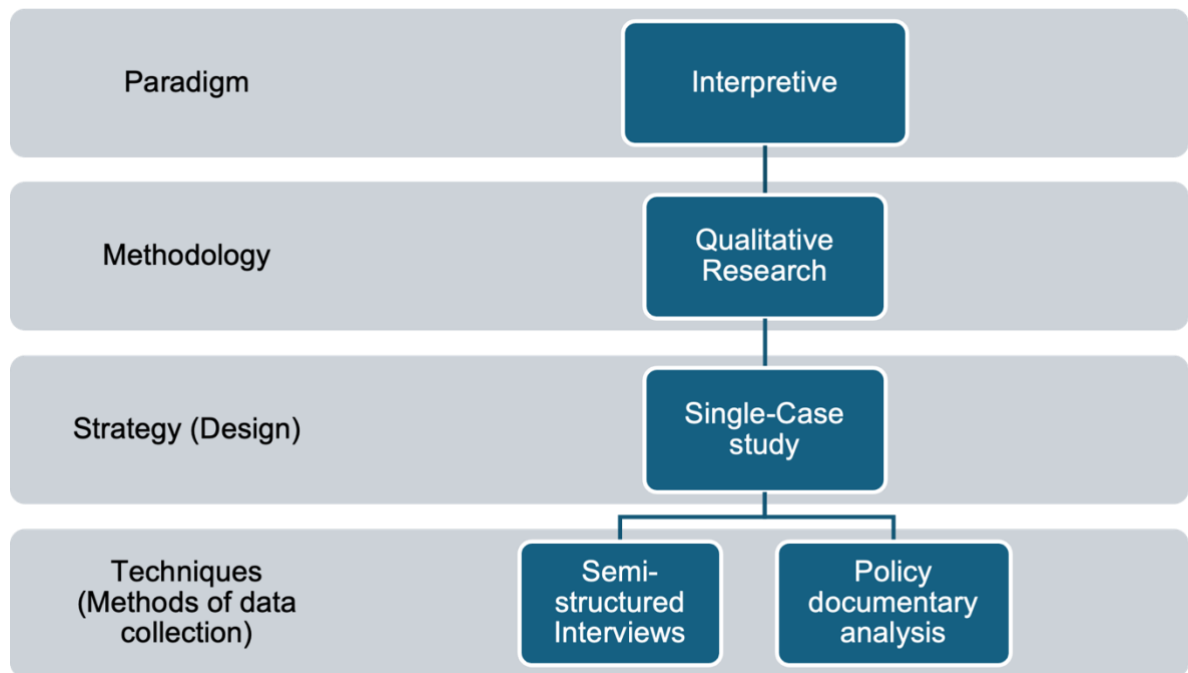 Paradigm
Interpretive
Methodology
Qualitative
Research
Strategy (Design)
Single-Case
study
Techniques
(Methods of data
collection)
Semi-
structured
Interviews
Policy
documentary
analysis